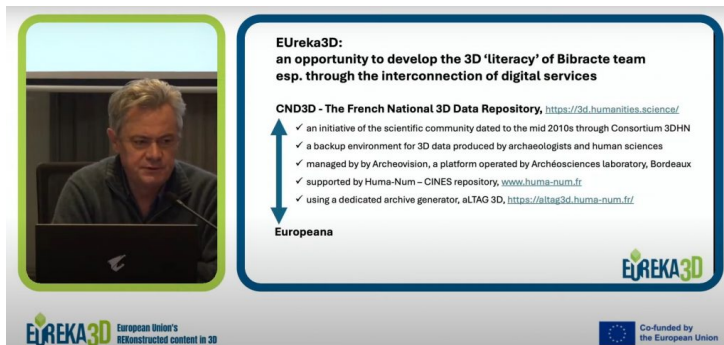 EUreka3D:
an opportunity to develop the 3D 'literacy' of Bibracte team
esp. through the interconnection of digital services
CND3D - The French National 3D Data Repository, https://3d.humanities.science/
✓ an initiative of the scientific community dated to the mid 2010s through Consortium 3DHN
✓ a backup environment for 3D data produced by archaeologists and human sciences
✓ managed by by Archeovision, a platform operated by Archéosciences laboratory, Bordeaux
✓ supported by Huma-Num – CINES repository, www.huma-num.fr
✓ using a dedicated archive generator, aLTAG 3D, https://altag3d.huma-num.fr/
Europeana
EUREKA3D
EUREKA3D
European Union's
REKonstructed content in 3D
Co-funded by
the European Union